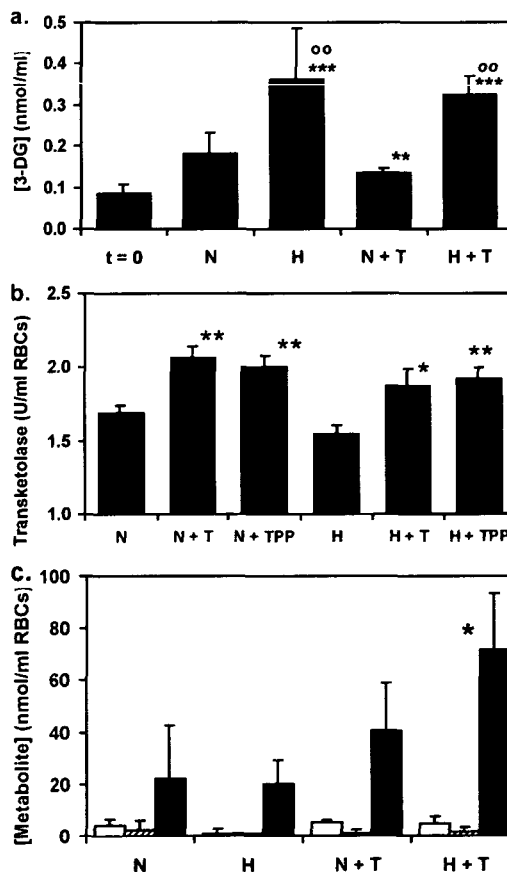 a.
[3-DG] (nmol/ml)
0.5
0.4
0.3
0.2
0.1
0.0
oo
***
**
oo
***
t = 0 N H N + T H + T
b.
Transketolase (U/ml RBCs)
2.5
2.0
1.5
1.0
**
**
*
**
N N + T N + TPP H H + T H + TPP
c.
[Metabolite] (nmol/ml RBCs)
100
80
60
40
20
0
*
N H N + T H + T